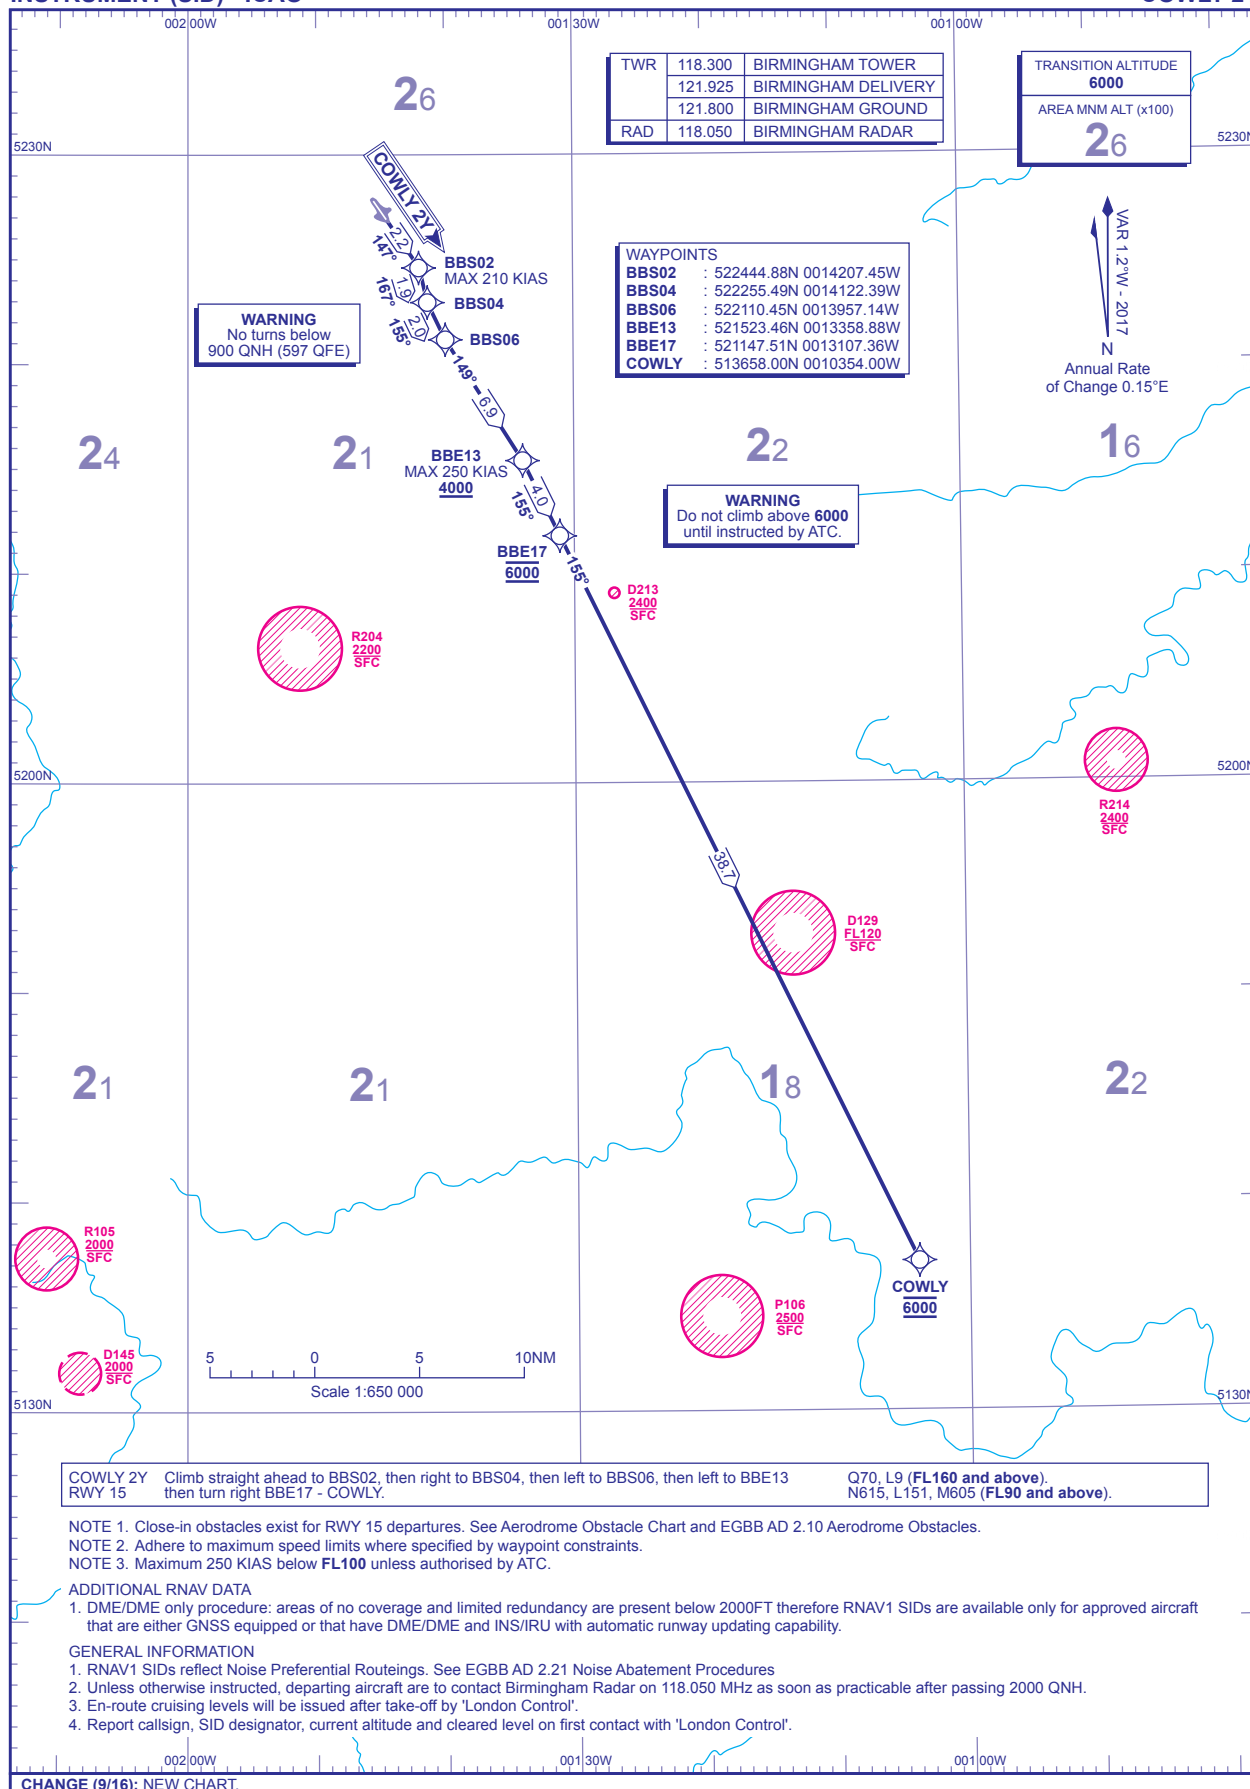 002 00W
001 30W
001 00W
TWR 118.300 BIRMINGHAM TOWER
121.925 BIRMINGHAM DELIVERY
121.800 BIRMINGHAM GROUND
RAD 118.050 BIRMINGHAM RADAR
TRANSITION ALTITUDE
6000
AREA MNM ALT (x100)
26
26
5230N
5230N
COWLY 2Y
2.2
147°
BBS02
MAX 210 KIAS
1.9
167°
BBS04
2.0
155°
BBS06
WARNING
No turns below
900 QNH (597 QFE)
WAYPOINTS
BBS02 : 522444.88N 0014207.45W
BBS04 : 522255.49N 0014122.39W
BBS06 : 522110.45N 0013957.14W
BBE13 : 521523.46N 0013358.88W
BBE17 : 521147.51N 0013107.36W
COWLY : 513658.00N 0010354.00W
VAR 1.2°W - 2017
N
Annual Rate
of Change 0.15°E
149°
6.9
24
21
22
16
BBE13
MAX 250 KIAS
4000
4.0
155°
WARNING
Do not climb above 6000
until instructed by ATC.
BBE17
6000
155°
D213
2400
SFC
R204
2200
SFC
5200N
5200N
R214
2400
SFC
38.7
D129
FL120
SFC
21
21
18
22
R105
2000
SFC
COWLY
6000
P106
2500
SFC
D145
2000
SFC
5 0 5 10NM
Scale 1:650 000
5130N
5130N
COWLY 2Y Climb straight ahead to BBS02, then right to BBS04, then left to BBS06, then left to BBE13 Q70, L9 (FL160 and above).
RWY 15 then turn right BBE17 - COWLY. N615, L151, M605 (FL90 and above).
NOTE 1. Close-in obstacles exist for RWY 15 departures. See Aerodrome Obstacle Chart and EGBB AD 2.10 Aerodrome Obstacles.
NOTE 2. Adhere to maximum speed limits where specified by waypoint constraints.
NOTE 3. Maximum 250 KIAS below FL100 unless authorised by ATC.
ADDITIONAL RNAV DATA
1. DME/DME only procedure: areas of no coverage and limited redundancy are present below 2000FT therefore RNAV1 SIDs are available only for approved aircraft
that are either GNSS equipped or that have DME/DME and INS/IRU with automatic runway updating capability.
GENERAL INFORMATION
1. RNAV1 SIDs reflect Noise Preferential Routeings. See EGBB AD 2.21 Noise Abatement Procedures
2. Unless otherwise instructed, departing aircraft are to contact Birmingham Radar on 118.050 MHz as soon as practicable after passing 2000 QNH.
3. En-route cruising levels will be issued after take-off by 'London Control'.
4. Report callsign, SID designator, current altitude and cleared level on first contact with 'London Control'.
002 00W
001 30W
001 00W
CHANGE (9/16): NEW CHART.